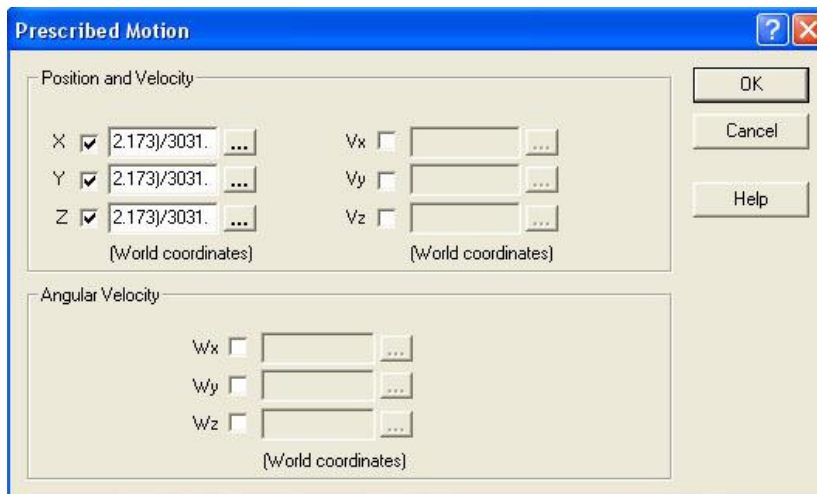 Prescribed Motion
Position and Velocity
OK
X 2.173)/3031. ... Vx ...
Cancel
Y 2.173)/3031. ... Vy ...
Z 2.173)/3031. ... Vz ...
Help
(World coordinates) (World coordinates)
Angular Velocity
Wx ...
Wy ...
Wz ...
(World coordinates)